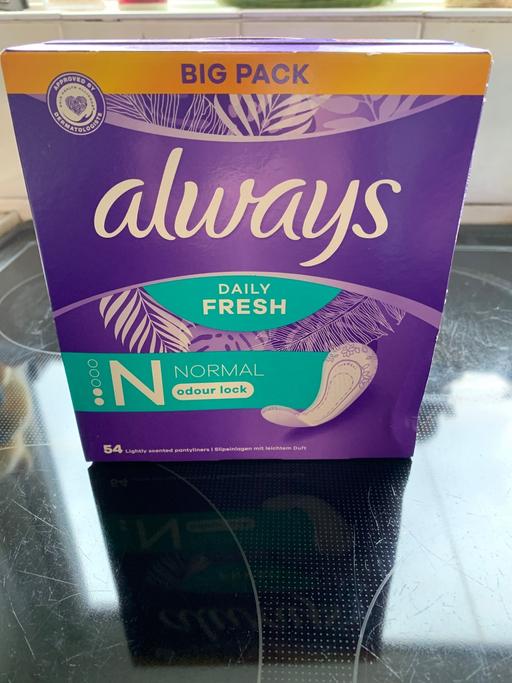 BIG PACK
APPROVED BY
DERMATOLOGISTS
always
DAILY
FRESH
N NORMAL
odour lock
54 Lightly scented pantyliners | Slipeinlagen mit leichtem Duft